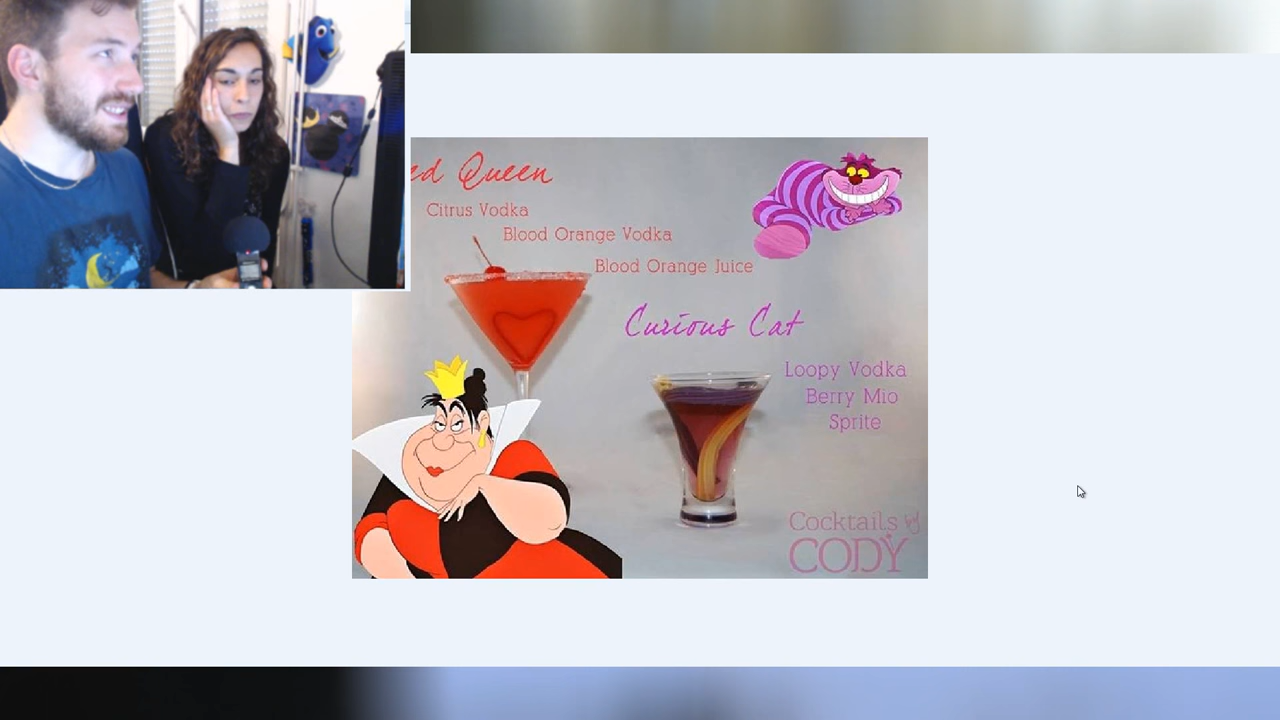 ed Queen
Citrus Vodka
Blood Orange Vodka
Blood Orange Juice
Curious Cat
Loopy Vodka
Berry Mio
Sprite
Cocktails by
CODY